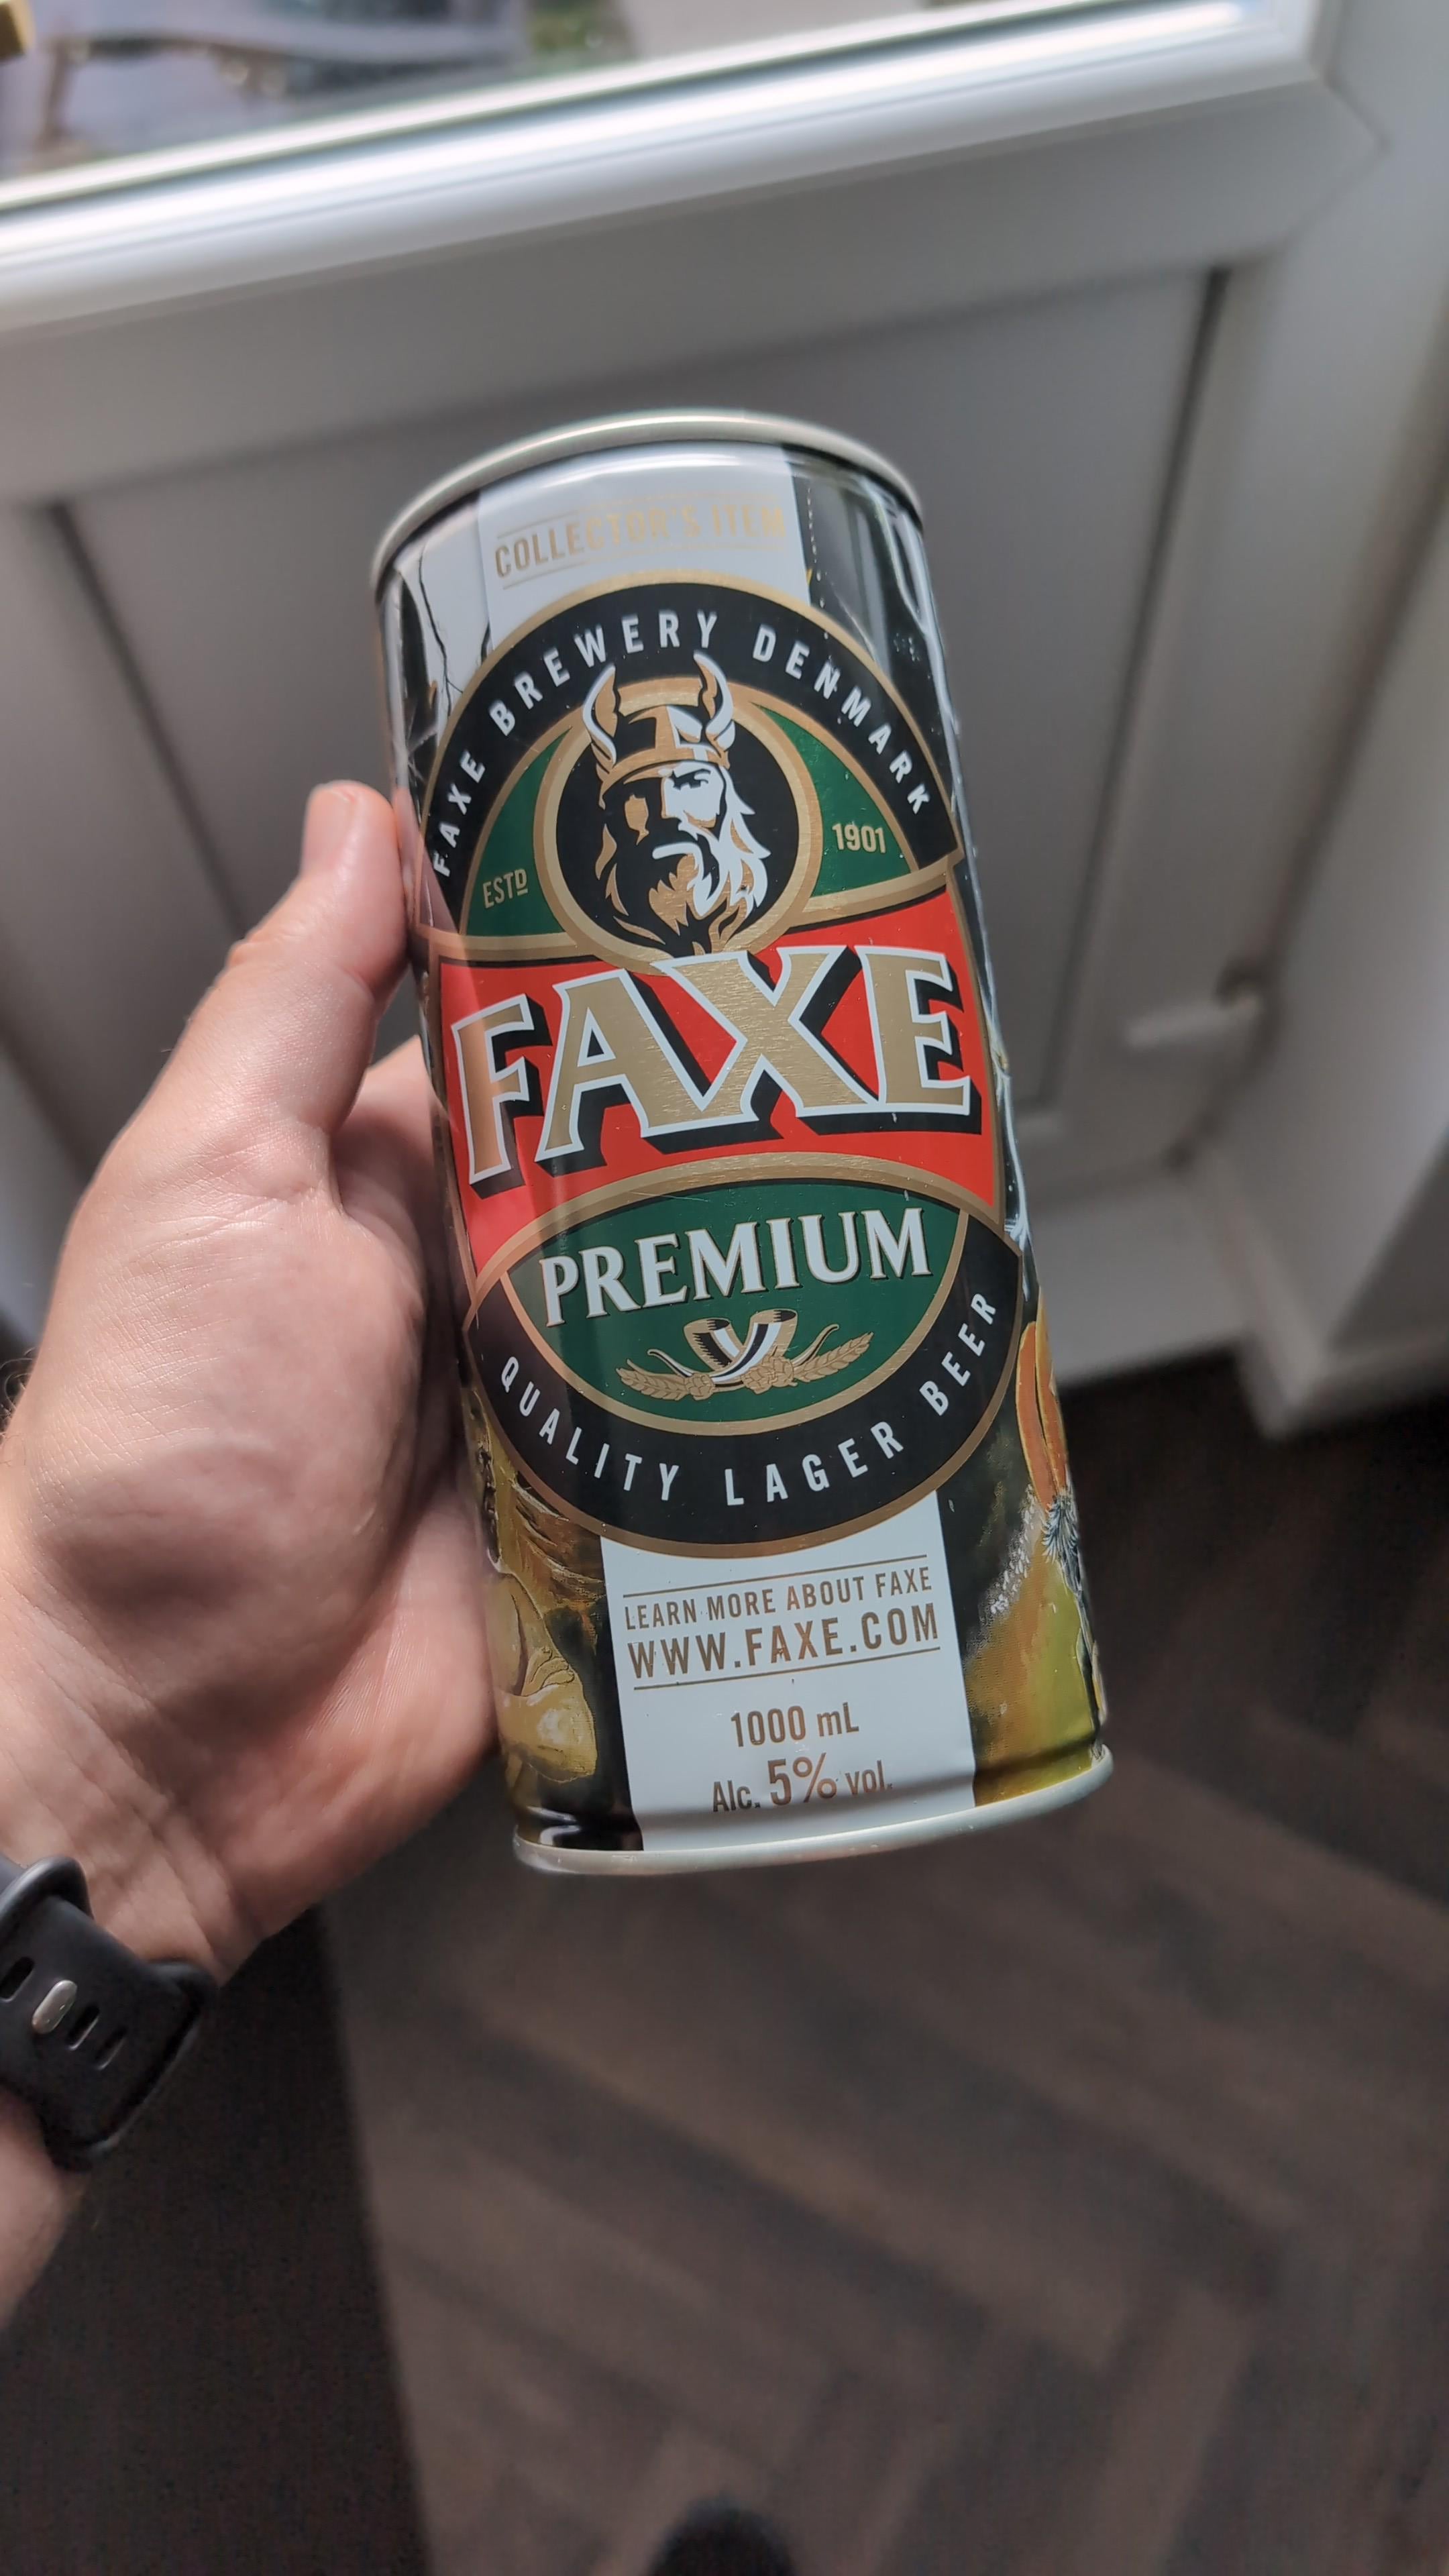 COLLECTOR'S ITEM
FAXE BREWERY DENMARK
ESTD 1901
FAXE
PREMIUM
QUALITY LAGER BEER
LEARN MORE ABOUT FAXE
WWW.FAXE.COM
1000 mL
Alc. 5% vol.